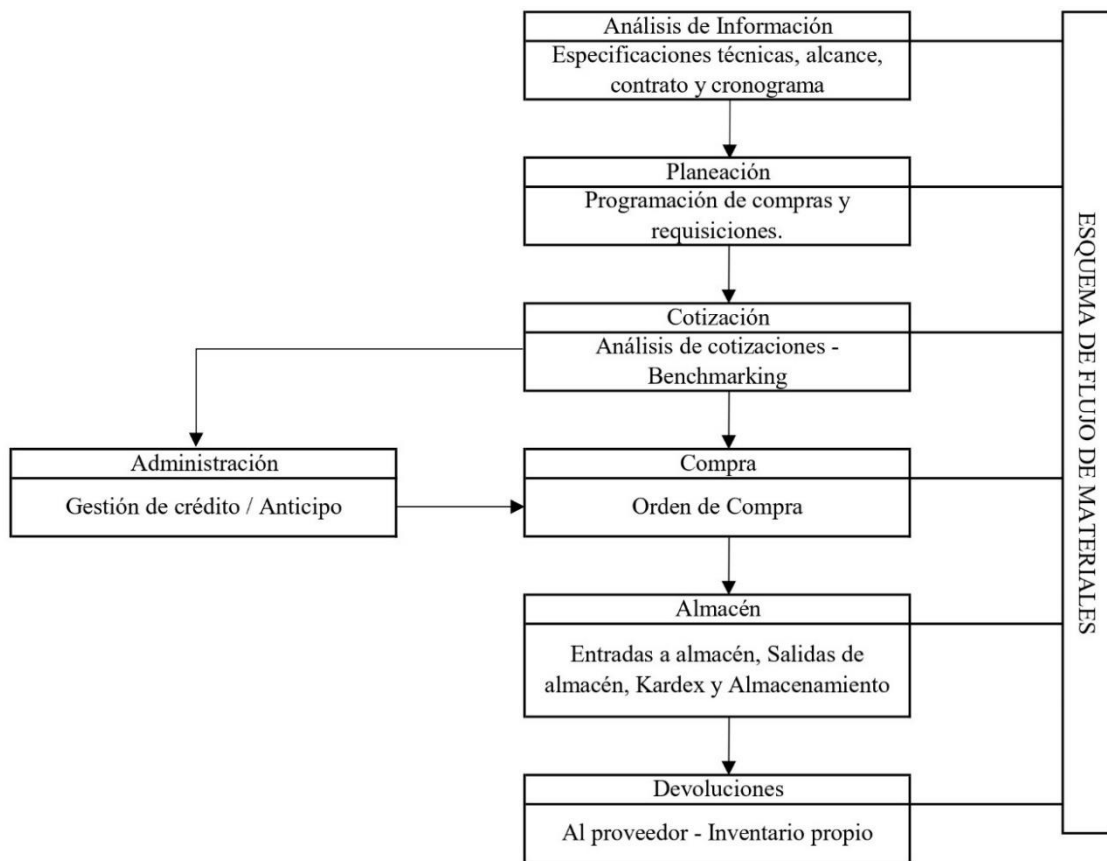 Análisis de Información
Especificaciones técnicas, alcance,
contrato y cronograma
Planeación
Programación de compras y
requisiciones.
Cotización
Análisis de cotizaciones -
Benchmarking
Administración
Gestión de crédito / Anticipo
Compra
Orden de Compra
Almacén
Entradas a almacén, Salidas de
almacén, Kardex y Almacenamiento
Devoluciones
Al proveedor - Inventario propio
ESQUEMA DE FLUJO DE MATERIALES